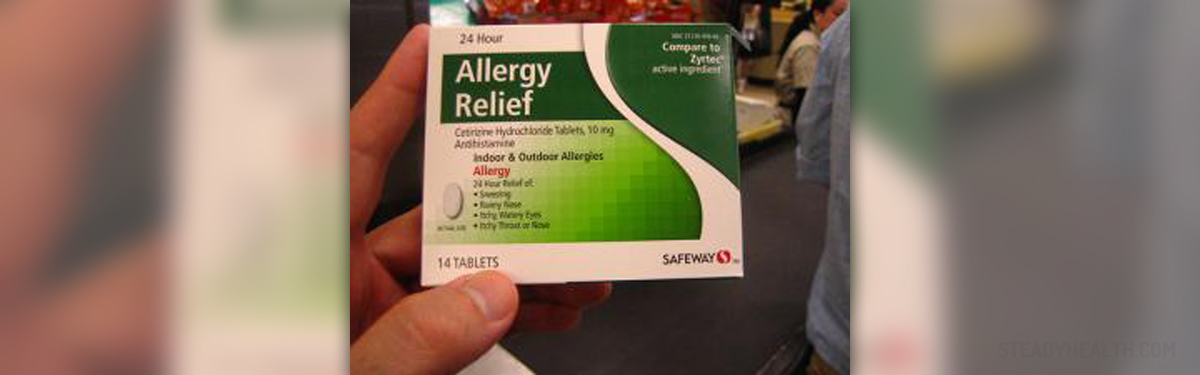 24 Hour
Allergy
Relief
Compare to
Zyrtec®
active ingredient
Cetirizine Hydrochloride Tablets, 10 mg
Antihistamine
Indoor & Outdoor Allergies
Allergy
24 Hour Relief of:
• Sneezing
• Runny Nose
• Itchy Watery Eyes
• Itchy Throat or Nose
14 TABLETS
SAFEWAY
STEADYHEALTH.COM